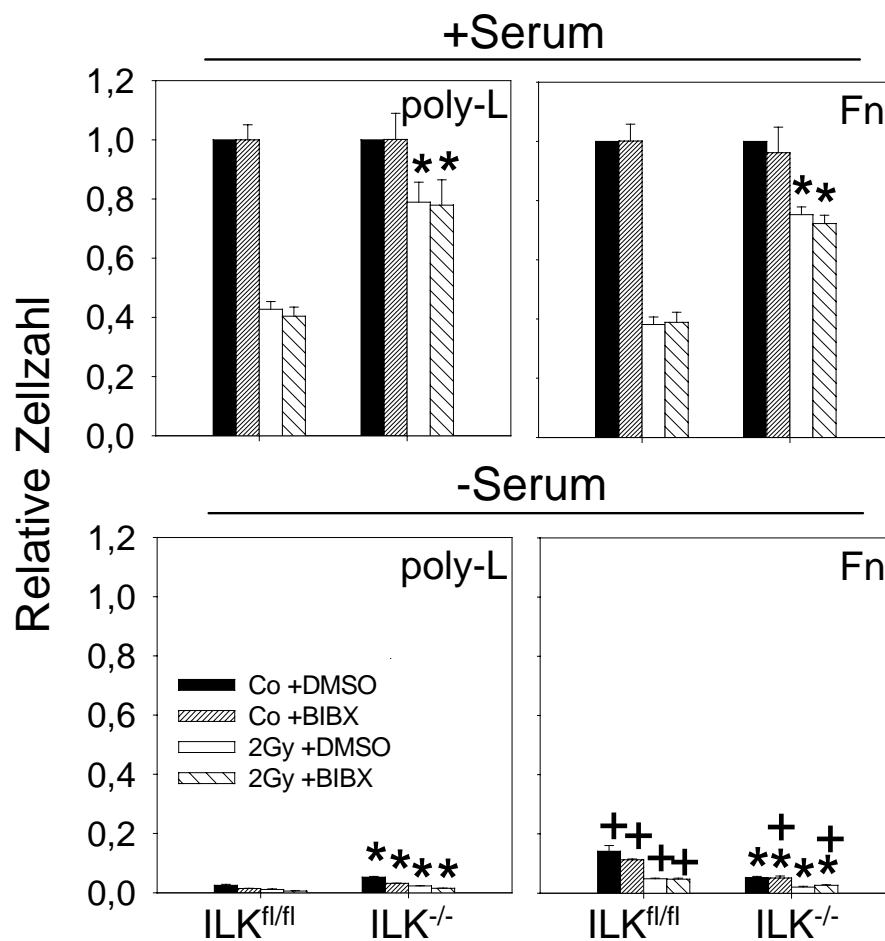 +Serum
poly-L
Fn
1,2
1,0
0,8
0,6
0,4
0,2
0,0
* *
* *
Relative Zellzahl
-Serum
poly-L
Fn
1,2
1,0
0,8
0,6
0,4
0,2
0,0
Co +DMSO
Co +BIBX
2Gy +DMSO
2Gy +BIBX
* * * *
+ + + +
+ +
* * * *
ILK^fl/fl ILK^-/- ILK^fl/fl ILK^-/-